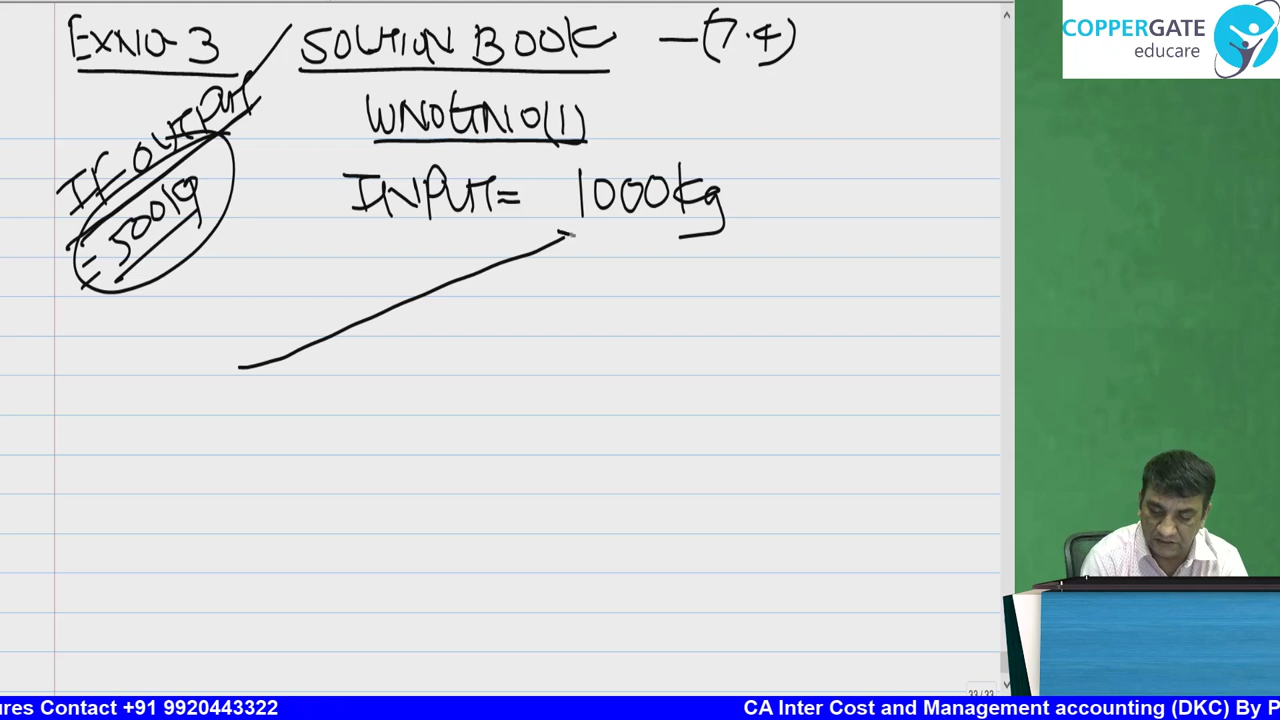 EXNO-3 SOLUTION BOOK —(7.4)
WNOTNO(1)
INPUT= 1000kg
IF OUTPUT
= 500kg
COPPERGATE
educare
ures Contact +91 9920443322 CA Inter Cost and Management accounting (DKC) By P